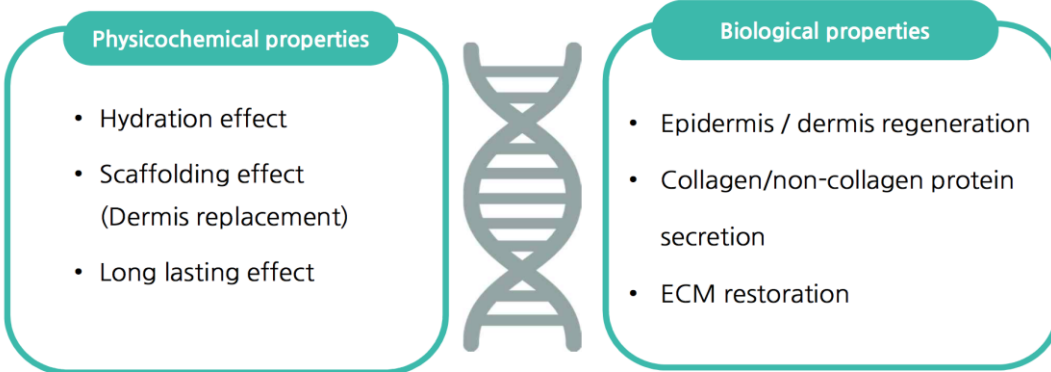 Physicochemical properties
• Hydration effect
• Scaffolding effect
(Dermis replacement)
• Long lasting effect
Biological properties
• Epidermis / dermis regeneration
• Collagen/non-collagen protein
secretion
• ECM restoration